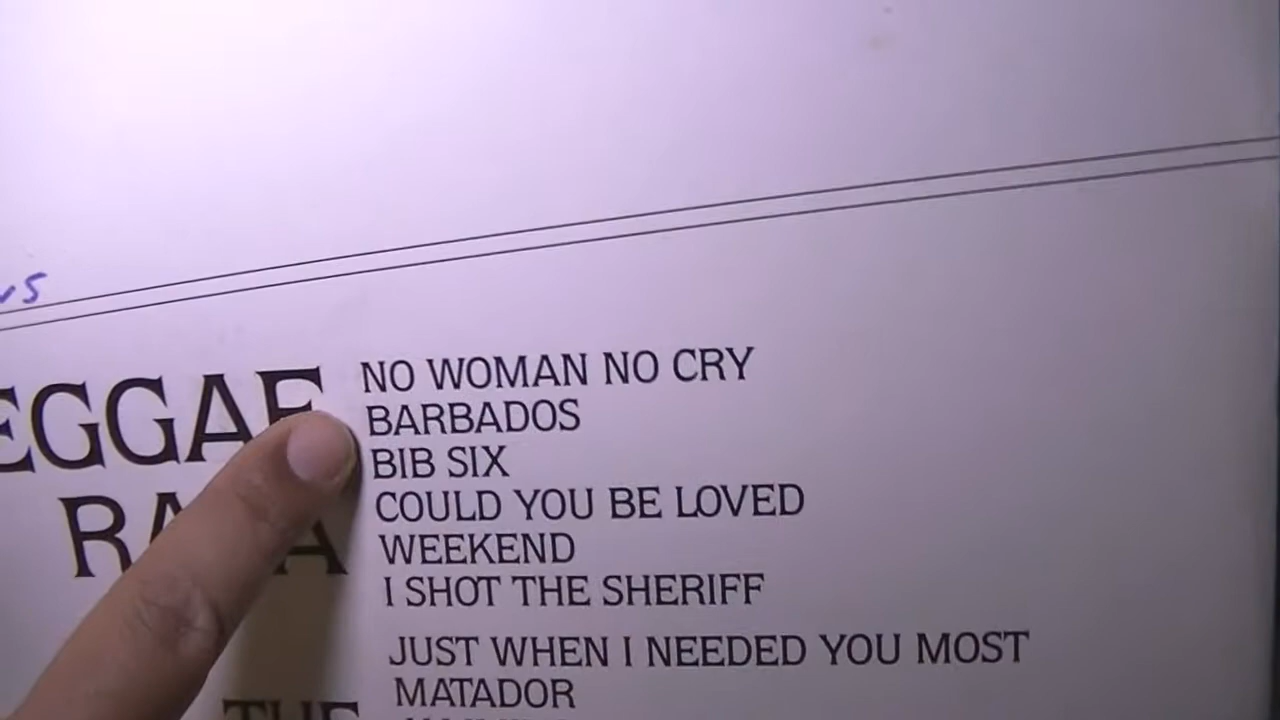 NO WOMAN NO CRY
BARBADOS
BIB SIX
COULD YOU BE LOVED
WEEKEND
I SHOT THE SHERIFF
JUST WHEN I NEEDED YOU MOST
MATADOR
THE